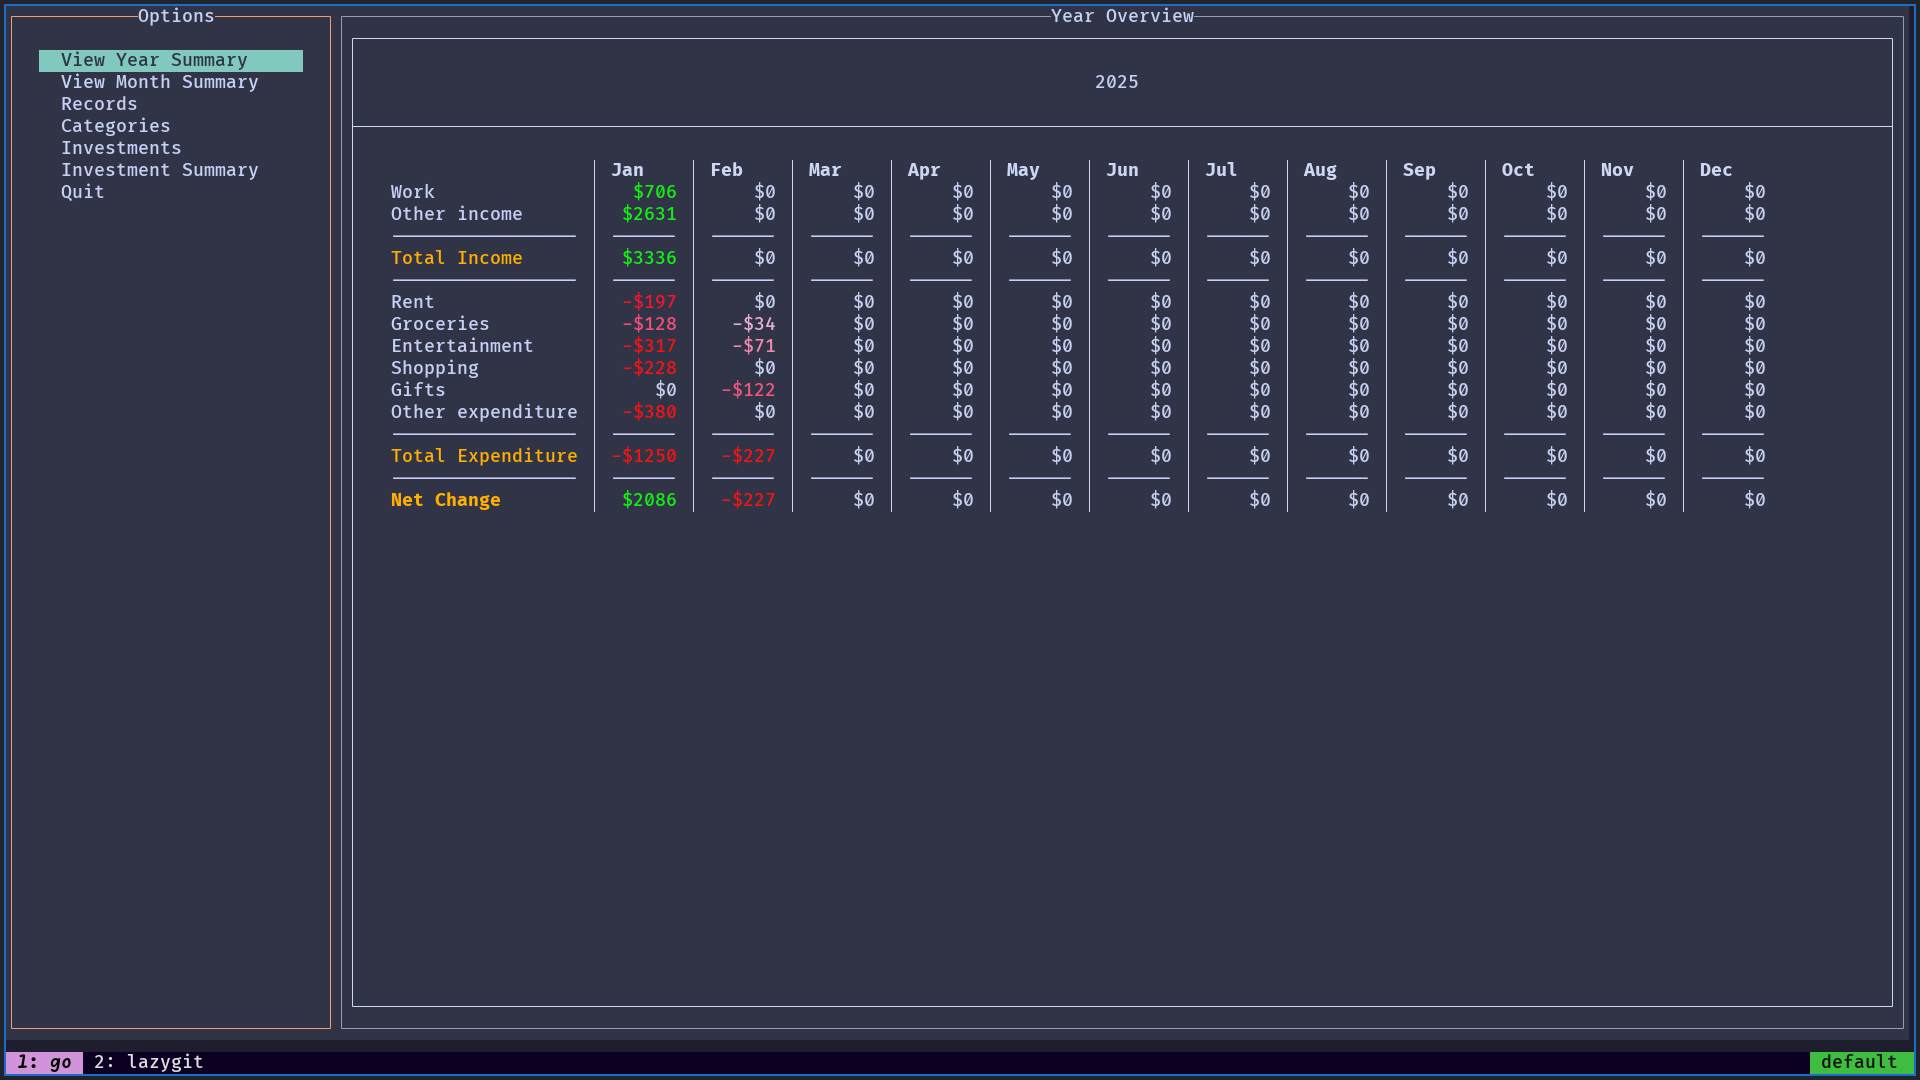 Options
View Year Summary
View Month Summary
Records
Categories
Investments
Investment Summary
Quit
Year Overview
2025
Jan Feb Mar Apr May Jun Jul Aug Sep Oct Nov Dec
Work $706 $0 $0 $0 $0 $0 $0 $0 $0 $0 $0 $0
Other income $2631 $0 $0 $0 $0 $0 $0 $0 $0 $0 $0 $0
Total Income $3336 $0 $0 $0 $0 $0 $0 $0 $0 $0 $0 $0
Rent -$197 $0 $0 $0 $0 $0 $0 $0 $0 $0 $0 $0
Groceries -$128 -$34 $0 $0 $0 $0 $0 $0 $0 $0 $0 $0
Entertainment -$317 -$71 $0 $0 $0 $0 $0 $0 $0 $0 $0 $0
Shopping -$228 $0 $0 $0 $0 $0 $0 $0 $0 $0 $0 $0
Gifts $0 -$122 $0 $0 $0 $0 $0 $0 $0 $0 $0 $0
Other expenditure -$380 $0 $0 $0 $0 $0 $0 $0 $0 $0 $0 $0
Total Expenditure -$1250 -$227 $0 $0 $0 $0 $0 $0 $0 $0 $0 $0
Net Change $2086 -$227 $0 $0 $0 $0 $0 $0 $0 $0 $0 $0
1: go 2: lazygit default